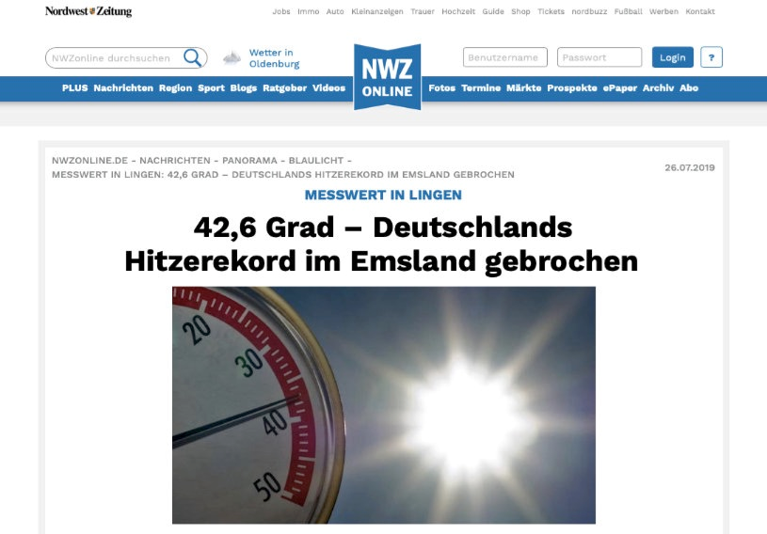 Nordwest Zeitung
Jobs Immo Auto Kleinanzeigen Trauer Hochzeit Guide Shop Tickets nordbuzz Fußball Werben Kontakt
NWZonline durchsuchen
Wetter in
Oldenburg
NWZ
ONLINE
Benutzername
Passwort
Login
?
PLUS Nachrichten Region Sport Blogs Ratgeber Videos
Fotos Termine Märkte Prospekte ePaper Archiv Abo
NWZONLINE.DE - NACHRICHTEN - PANORAMA - BLAULICHT -
MESSWERT IN LINGEN: 42,6 GRAD – DEUTSCHLANDS HITZEREKORD IM EMSLAND GEBROCHEN
26.07.2019
MESSWERT IN LINGEN
42,6 Grad – Deutschlands
Hitzerekord im Emsland gebrochen
20
30
40
50